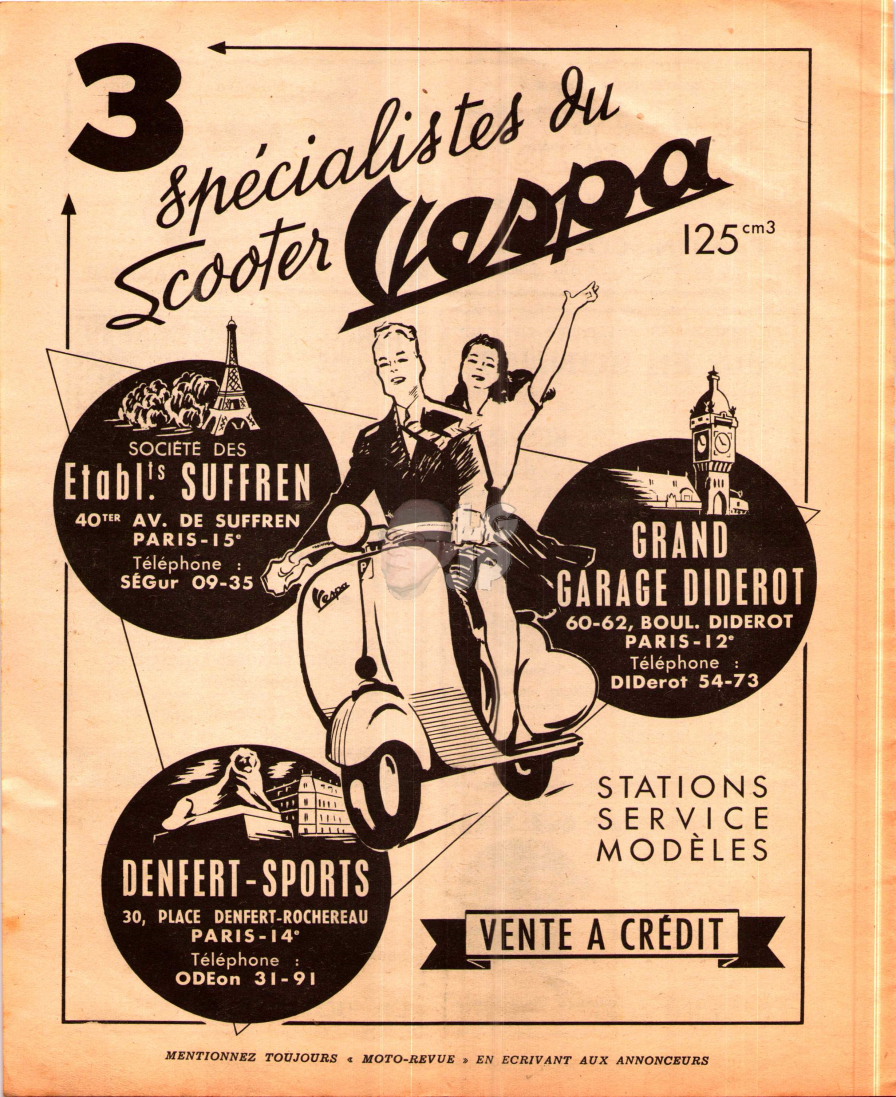 3
Spécialistes du
Scooter Vespa
125cm3
SOCIÉTÉ DES
Etabl.ts SUFFREN
40TER AV. DE SUFFREN
PARIS-15e
Téléphone :
SÉGur 09-35
GRAND
GARAGE DIDEROT
60-62, BOUL. DIDEROT
PARIS-12e
Téléphone :
DIDerot 54-73
P
Vespa
DENFERT-SPORTS
30, PLACE DENFERT-ROCHEREAU
PARIS-14e
Téléphone :
ODEon 31-91
STATIONS
SERVICE
MODÈLES
VENTE A CRÉDIT
MENTIONNEZ TOUJOURS « MOTO-REVUE » EN ECRIVANT AUX ANNONCEURS